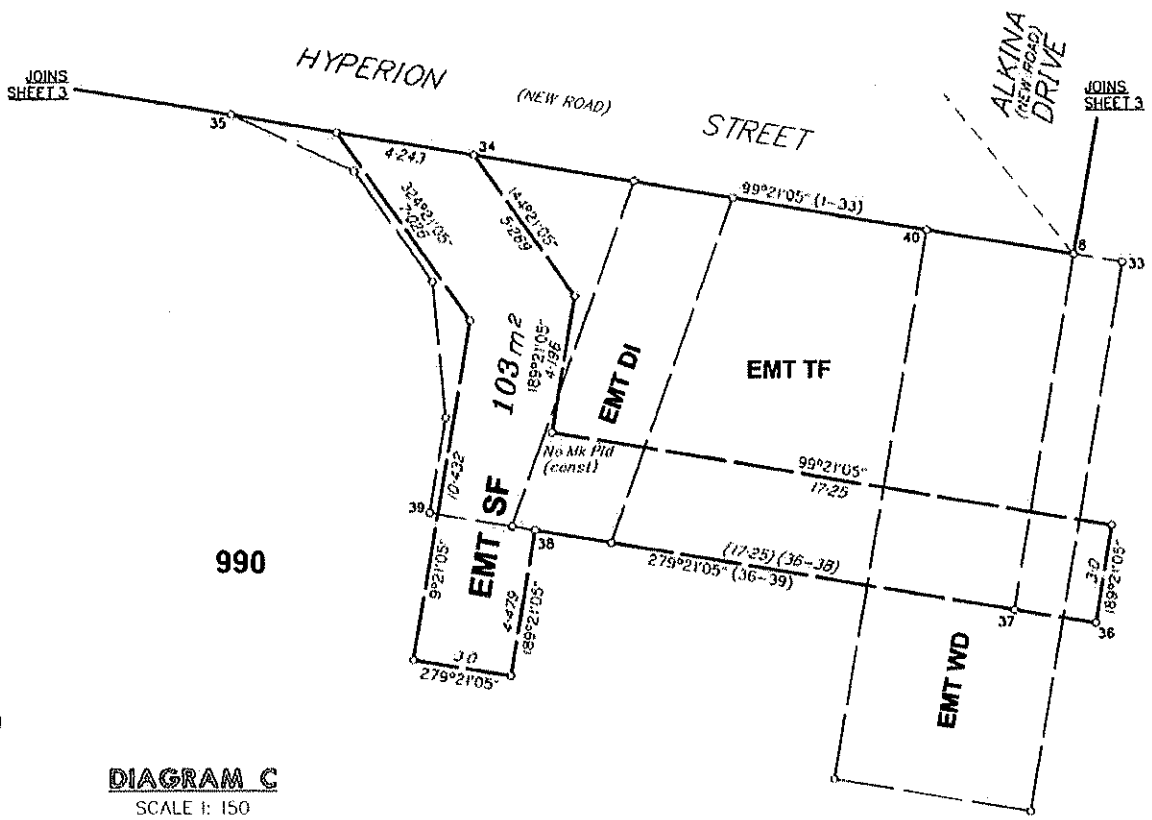 HYPERION
(NEW ROAD)
STREET
ALKINA
(NEW ROAD)
DRIVE
JOINS
SHEET 3
JOINS
SHEET 3
35
4·243
34
99°21'05" (1-33)
40
8
33
324°21'05"
7·026
144°21'05"
5·269
103 m²
189°21'05"
4·196
EMT DI
EMT TF
No Mk Pld
(const)
99°21'05"
17·25
10·432
39
EMT SF
38
(17·25) (36-38)
279°21'05" (36-39)
3·0
189°21'05"
37
36
990
9°21'05"
4·479
189°21'05"
3·0
279°21'05"
EMT WD
DIAGRAM C
SCALE 1: 150